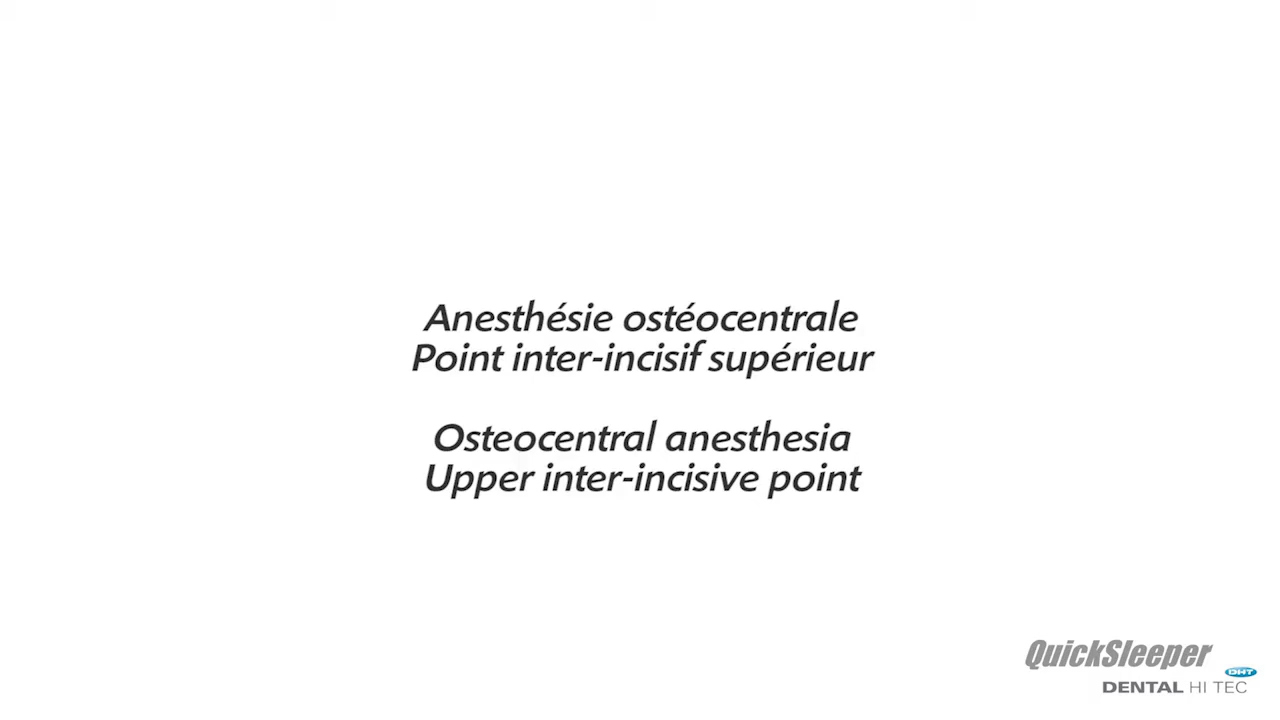 Anesthésie ostéocentrale
Point inter-incisif supérieur
Osteocentral anesthesia
Upper inter-incisive point
QuickSleeper
DHT
DENTAL HI TEC